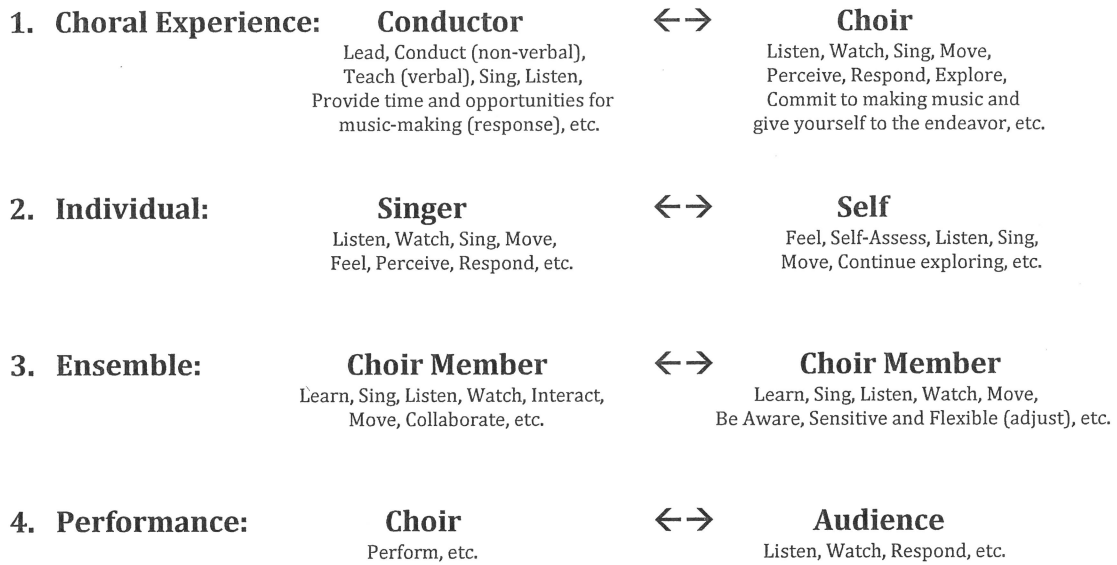 1. Choral Experience: Conductor ←→ Choir
Lead, Conduct (non-verbal), Listen, Watch, Sing, Move,
Teach (verbal), Sing, Listen, Perceive, Respond, Explore,
Provide time and opportunities for Commit to making music and
music-making (response), etc. give yourself to the endeavor, etc.
2. Individual: Singer ←→ Self
Listen, Watch, Sing, Move, Feel, Self-Assess, Listen, Sing,
Feel, Perceive, Respond, etc. Move, Continue exploring, etc.
3. Ensemble: Choir Member ←→ Choir Member
Learn, Sing, Listen, Watch, Interact, Learn, Sing, Listen, Watch, Move,
Move, Collaborate, etc. Be Aware, Sensitive and Flexible (adjust), etc.
4. Performance: Choir ←→ Audience
Perform, etc. Listen, Watch, Respond, etc.